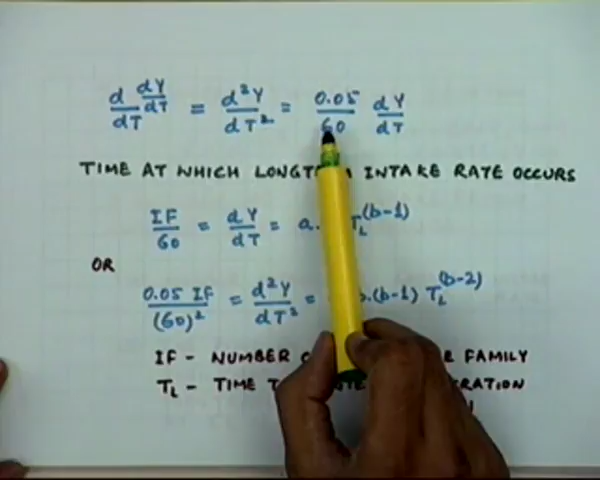 d/dT dY/dT = d²Y/dT² = 0.05/60 dY/dT
TIME AT WHICH LONGT INTAKE RATE OCCURS
IF/60 = dY/dT = a. T_L^(b-1)
OR
0.05 IF/(60)² = d²Y/dT² = b.(b-1) T_L^(b-2)
IF - NUMBER FAMILY
T_L - TIME